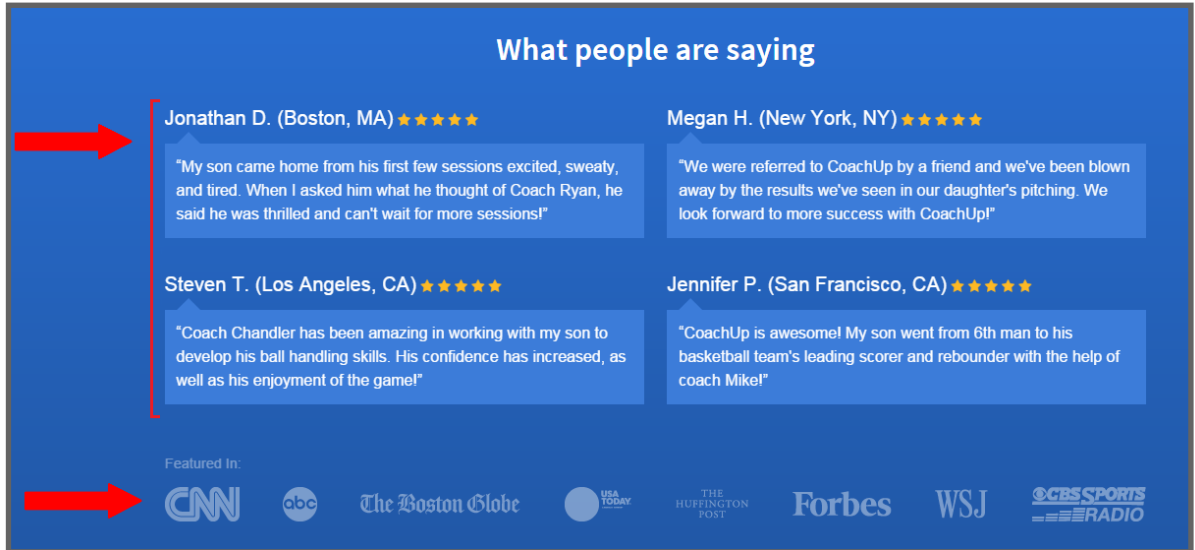 What people are saying
Jonathan D. (Boston, MA)
"My son came home from his first few sessions excited, sweaty,
and tired. When I asked him what he thought of Coach Ryan, he
said he was thrilled and can't wait for more sessions!"
Megan H. (New York, NY)
"We were referred to CoachUp by a friend and we've been blown
away by the results we've seen in our daughter's pitching. We
look forward to more success with CoachUp!"
Steven T. (Los Angeles, CA)
"Coach Chandler has been amazing in working with my son to
develop his ball handling skills. His confidence has increased, as
well as his enjoyment of the game!"
Jennifer P. (San Francisco, CA)
"CoachUp is awesome! My son went from 6th man to his
basketball team's leading scorer and rebounder with the help of
coach Mike!"
Featured In:
CNN
abc
The Boston Globe
USA
TODAY
THE
HUFFINGTON
POST
Forbes
WSJ
CBS SPORTS
RADIO